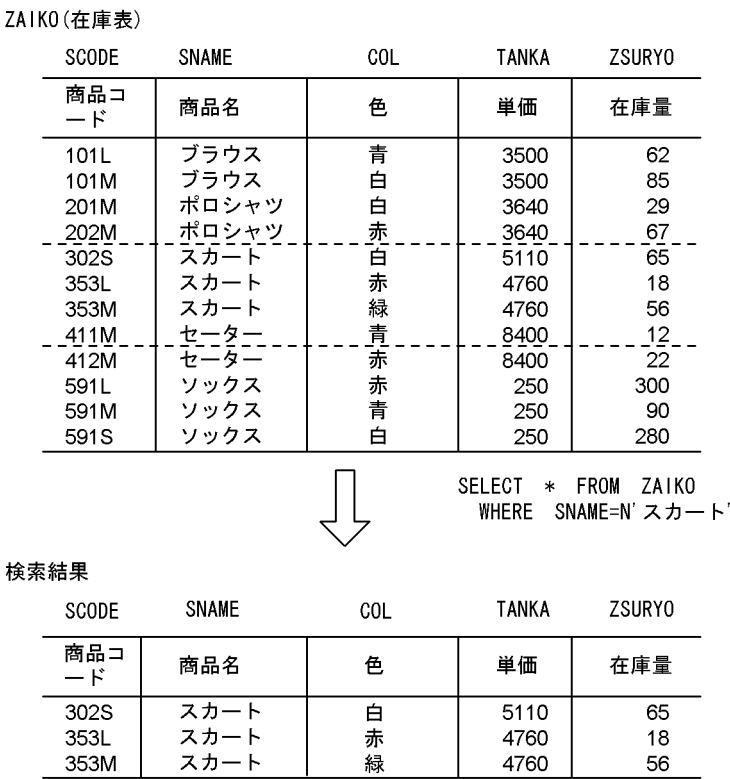 ZAIKO(在庫表)
SCODE SNAME COL TANKA ZSURYO
商品コード 商品名 色 単価 在庫量
101L ブラウス 青 3500 62
101M ブラウス 白 3500 85
201M ポロシャツ 白 3640 29
202M ポロシャツ 赤 3640 67
302S スカート 白 5110 65
353L スカート 赤 4760 18
353M スカート 緑 4760 56
411M セーター 青 8400 12
412M セーター 赤 8400 22
591L ソックス 赤 250 300
591M ソックス 青 250 90
591S ソックス 白 250 280
SELECT * FROM ZAIKO
WHERE SNAME=N'スカート'
検索結果
SCODE SNAME COL TANKA ZSURYO
商品コード 商品名 色 単価 在庫量
302S スカート 白 5110 65
353L スカート 赤 4760 18
353M スカート 緑 4760 56